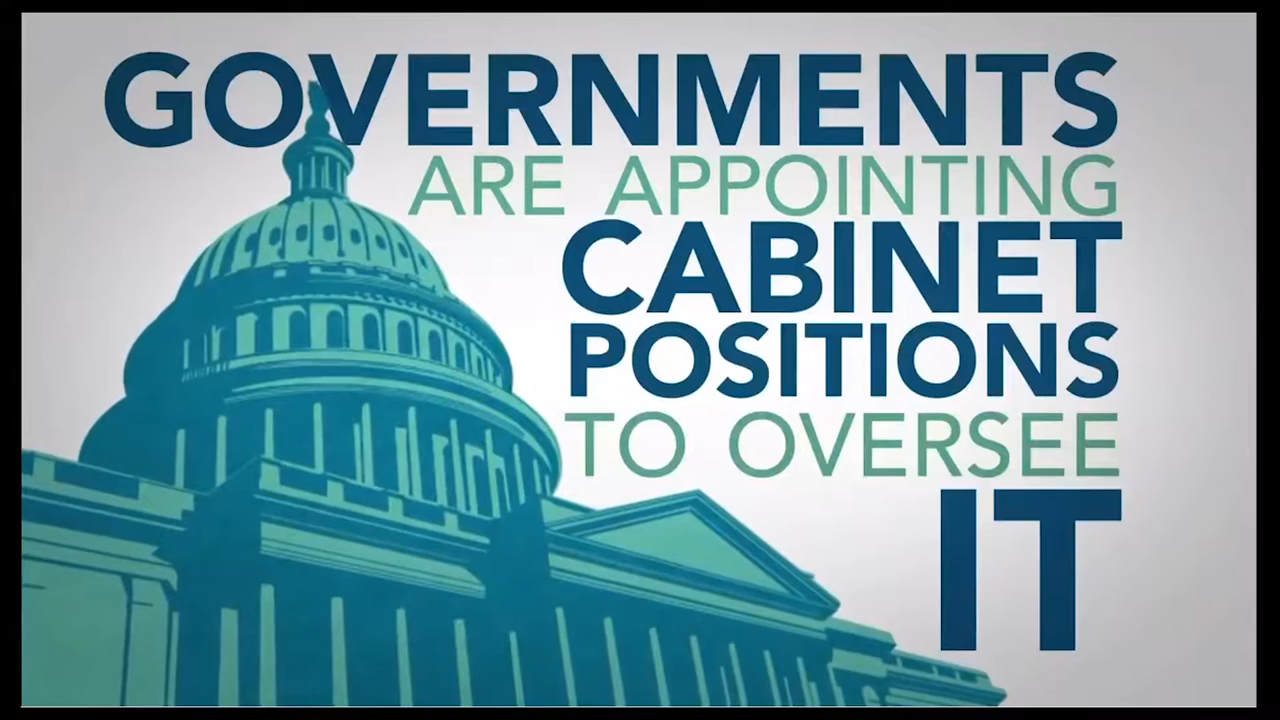 GOVERNMENTS
ARE APPOINTING
CABINET
POSITIONS
TO OVERSEE
IT